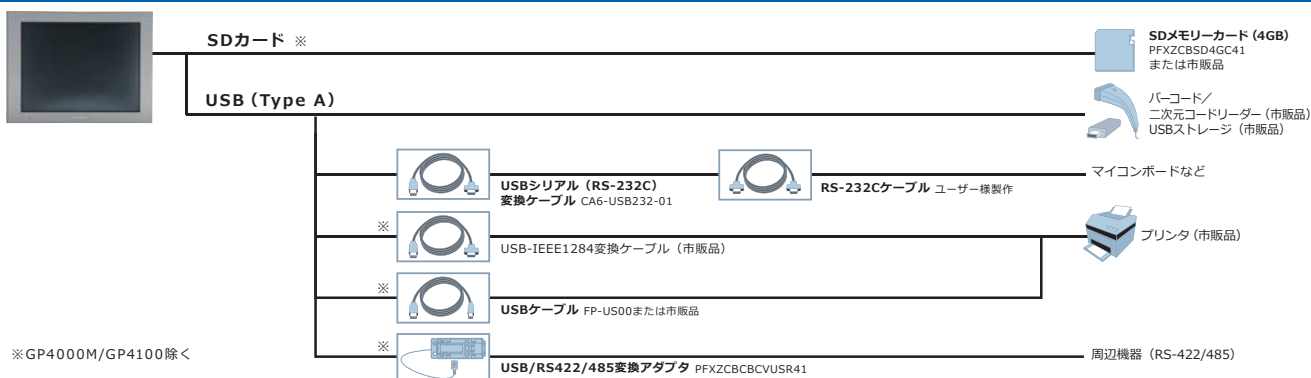 SDカード ※
SDメモリーカード（4GB）
PFXZCBSD4GC41
または市販品
USB（Type A）
バーコード／
二次元コードリーダー（市販品）
USBストレージ（市販品）
USBシリアル（RS-232C）
変換ケーブル CA6-USB232-01
RS-232Cケーブル ユーザー様製作
マイコンボードなど
※
USB-IEEE1284変換ケーブル（市販品）
プリンタ（市販品）
※
USBケーブル FP-US00または市販品
※
USB/RS422/485変換アダプタ PFXZCBCBCVUSR41
周辺機器（RS-422/485）
※GP4000M/GP4100除く